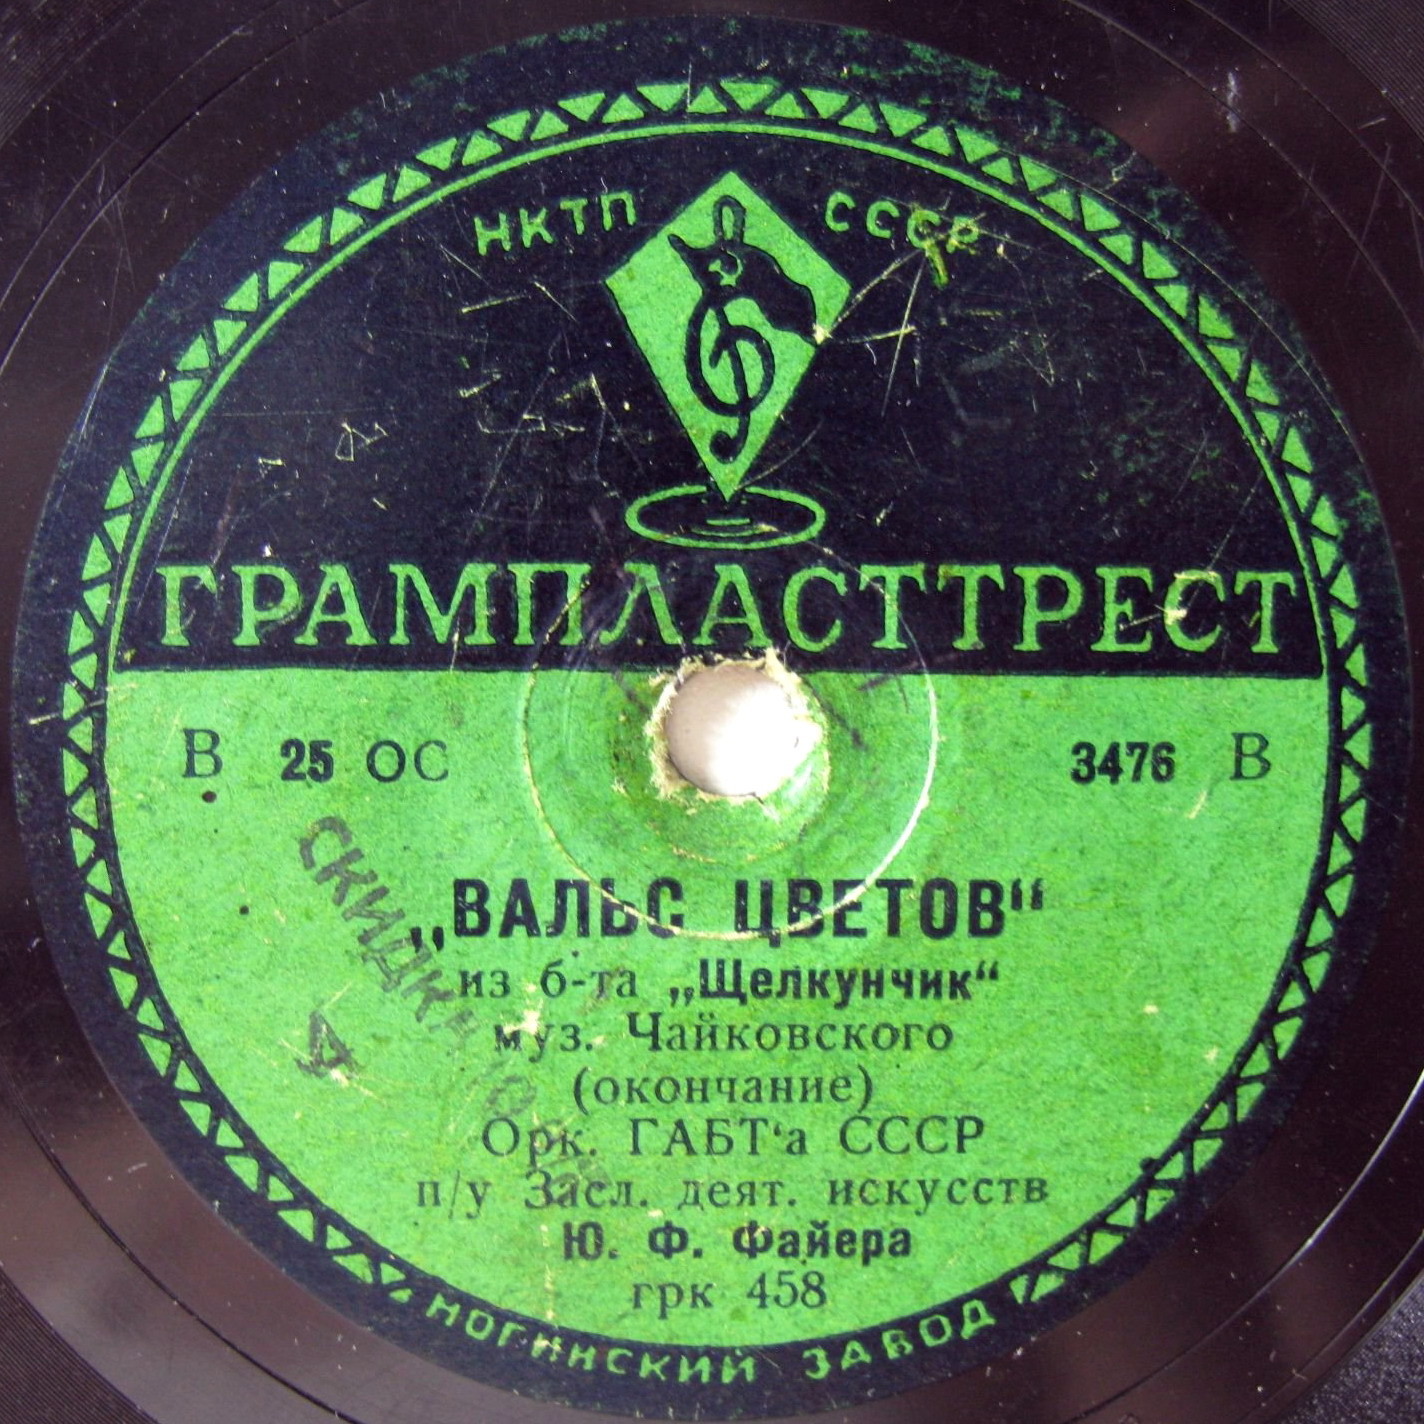 НКТП СССР
ГРАМПЛАСТТРЕСТ
В 25 ОС 3476 В
„ВАЛЬС ЦВЕТОВ“
из б-та „Щелкунчик“
муз. Чайковского
(окончание)
Орк. ГАБТ‘а СССР
п/у Засл. деят. искусств
Ю. Ф. Файера
грк 458
НОГИНСКИЙ ЗАВОД
СКИДКА